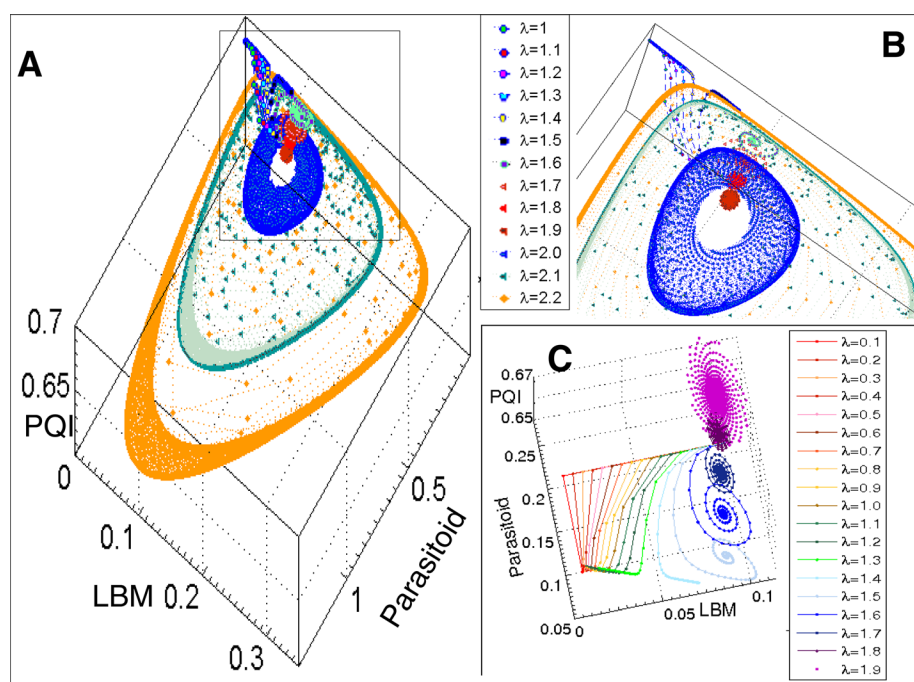 A
0.7
0.65
PQI
0
0.1
LBM 0.2
0.3
0.5
Parasitoid
1
λ=1
λ=1.1
λ=1.2
λ=1.3
λ=1.4
λ=1.5
λ=1.6
λ=1.7
λ=1.8
λ=1.9
λ=2.0
λ=2.1
λ=2.2
B
C
0.67
PQI
0.65
0.25
0.2
0.15
0.1
0.05
Parasitoid
0
0.05
LBM
0.1
λ=0.1
λ=0.2
λ=0.3
λ=0.4
λ=0.5
λ=0.6
λ=0.7
λ=0.8
λ=0.9
λ=1.0
λ=1.1
λ=1.2
λ=1.3
λ=1.4
λ=1.5
λ=1.6
λ=1.7
λ=1.8
λ=1.9